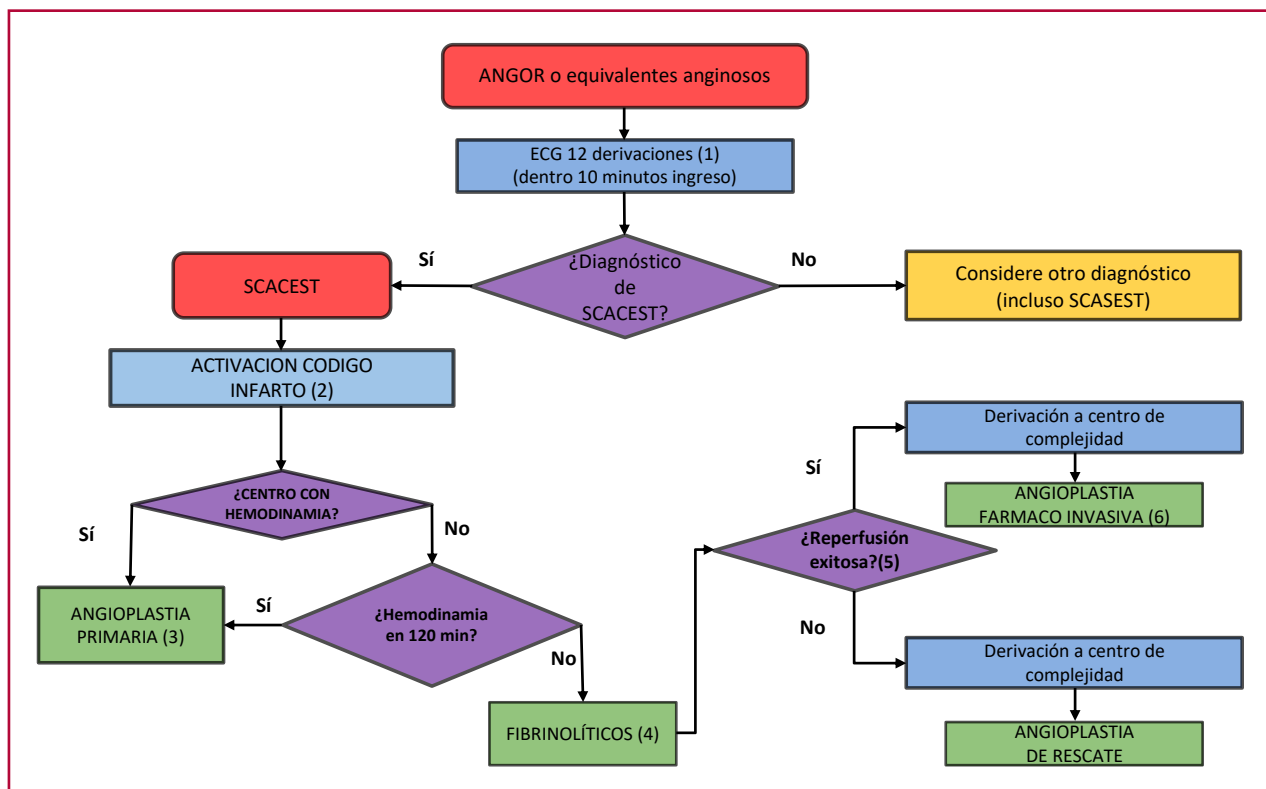 ANGOR o equivalentes anginosos
ECG 12 derivaciones (1)
(dentro 10 minutos ingreso)
¿Diagnóstico
de
SCACEST?
Sí
No
SCACEST
Considere otro diagnóstico
(incluso SCASEST)
ACTIVACION CODIGO
INFARTO (2)
¿CENTRO CON
HEMODINAMIA?
Sí
No
ANGIOPLASTIA
PRIMARIA (3)
Sí
¿Hemodinamia
en 120 min?
No
FIBRINOLÍTICOS (4)
¿Reperfusión
exitosa?(5)
Sí
Derivación a centro de
complejidad
ANGIOPLASTIA
FARMACO INVASIVA (6)
No
Derivación a centro de
complejidad
ANGIOPLASTIA
DE RESCATE